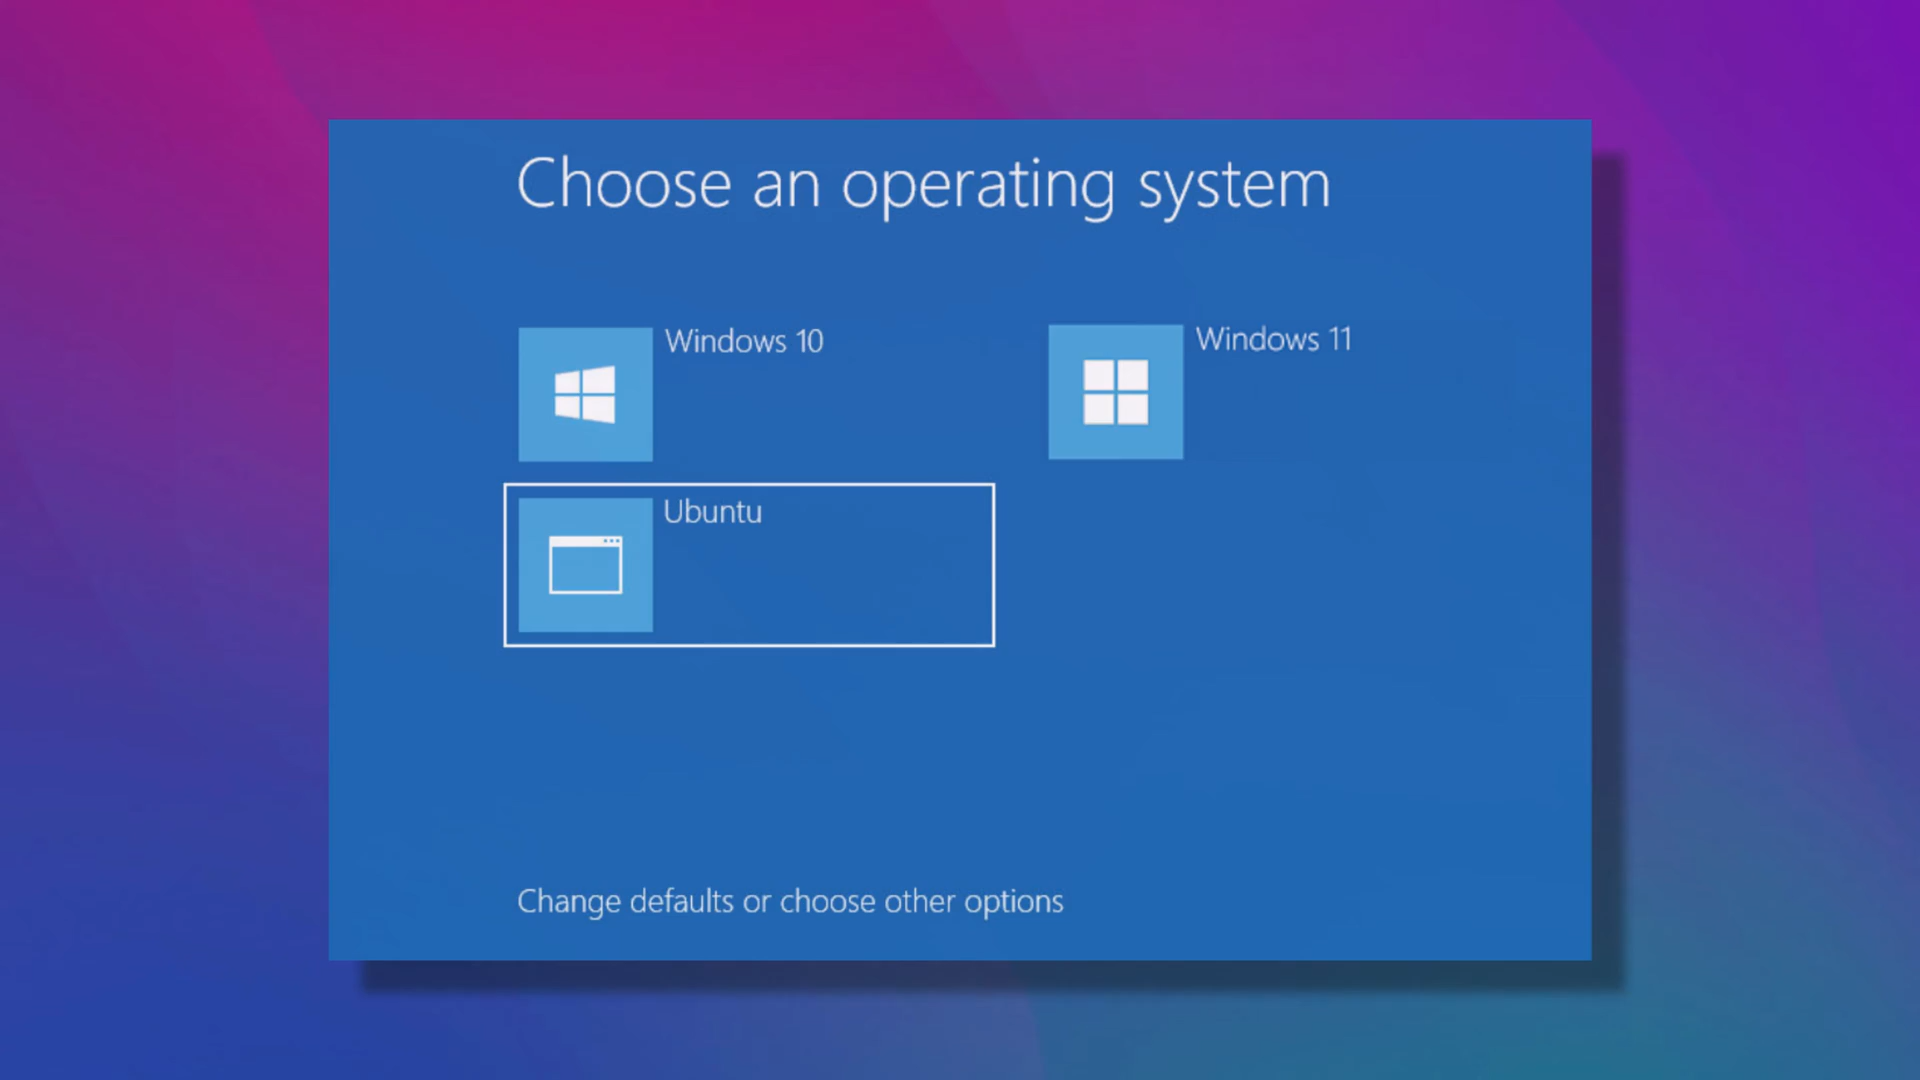 Choose an operating system
Windows 10
Windows 11
Ubuntu
Change defaults or choose other options